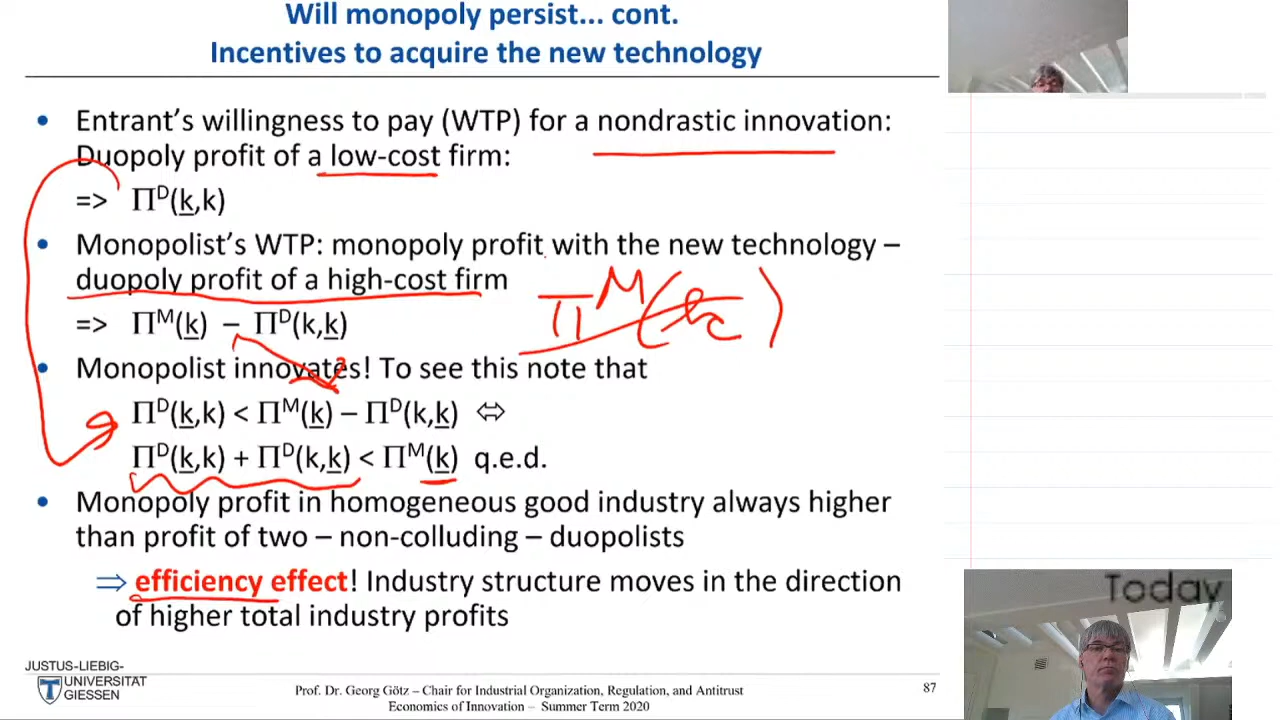 Will monopoly persist... cont.
Incentives to acquire the new technology
• Entrant's willingness to pay (WTP) for a nondrastic innovation:
Duopoly profit of a low-cost firm:
=> Π^D(k,k)
• Monopolist's WTP: monopoly profit with the new technology –
duopoly profit of a high-cost firm
=> Π^M(k) – Π^D(k,k)
Π^M(
)
• Monopolist innovates! To see this note that
Π^D(k,k) < Π^M(k) – Π^D(k,k) ⇔
Π^D(k,k) + Π^D(k,k) < Π^M(k) q.e.d.
• Monopoly profit in homogeneous good industry always higher
than profit of two – non-colluding – duopolists
⇒ efficiency effect! Industry structure moves in the direction
of higher total industry profits
Today
JUSTUS-LIEBIG-
UNIVERSITAT
GIESSEN
Prof. Dr. Georg Götz – Chair for Industrial Organization, Regulation, and Antitrust
Economics of Innovation – Summer Term 2020
87